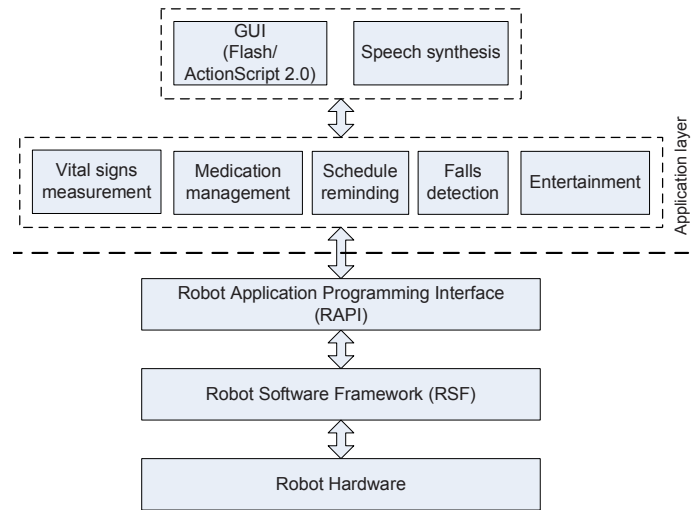 GUI
(Flash/
ActionScript 2.0)
Speech synthesis
Vital signs
measurement
Medication
management
Schedule
reminding
Falls
detection
Entertainment
Application layer
Robot Application Programming Interface
(RAPI)
Robot Software Framework (RSF)
Robot Hardware